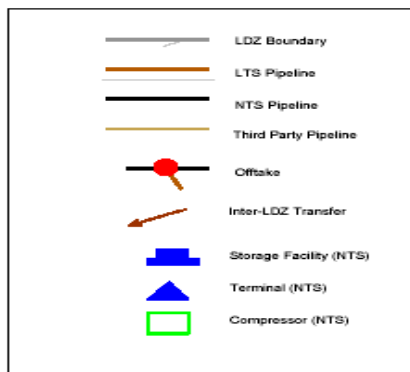 LDZ Boundary
LTS Pipeline
NTS Pipeline
Third Party Pipeline
Offtake
Inter-LDZ Transfer
Storage Facility (NTS)
Terminal (NTS)
Compressor (NTS)